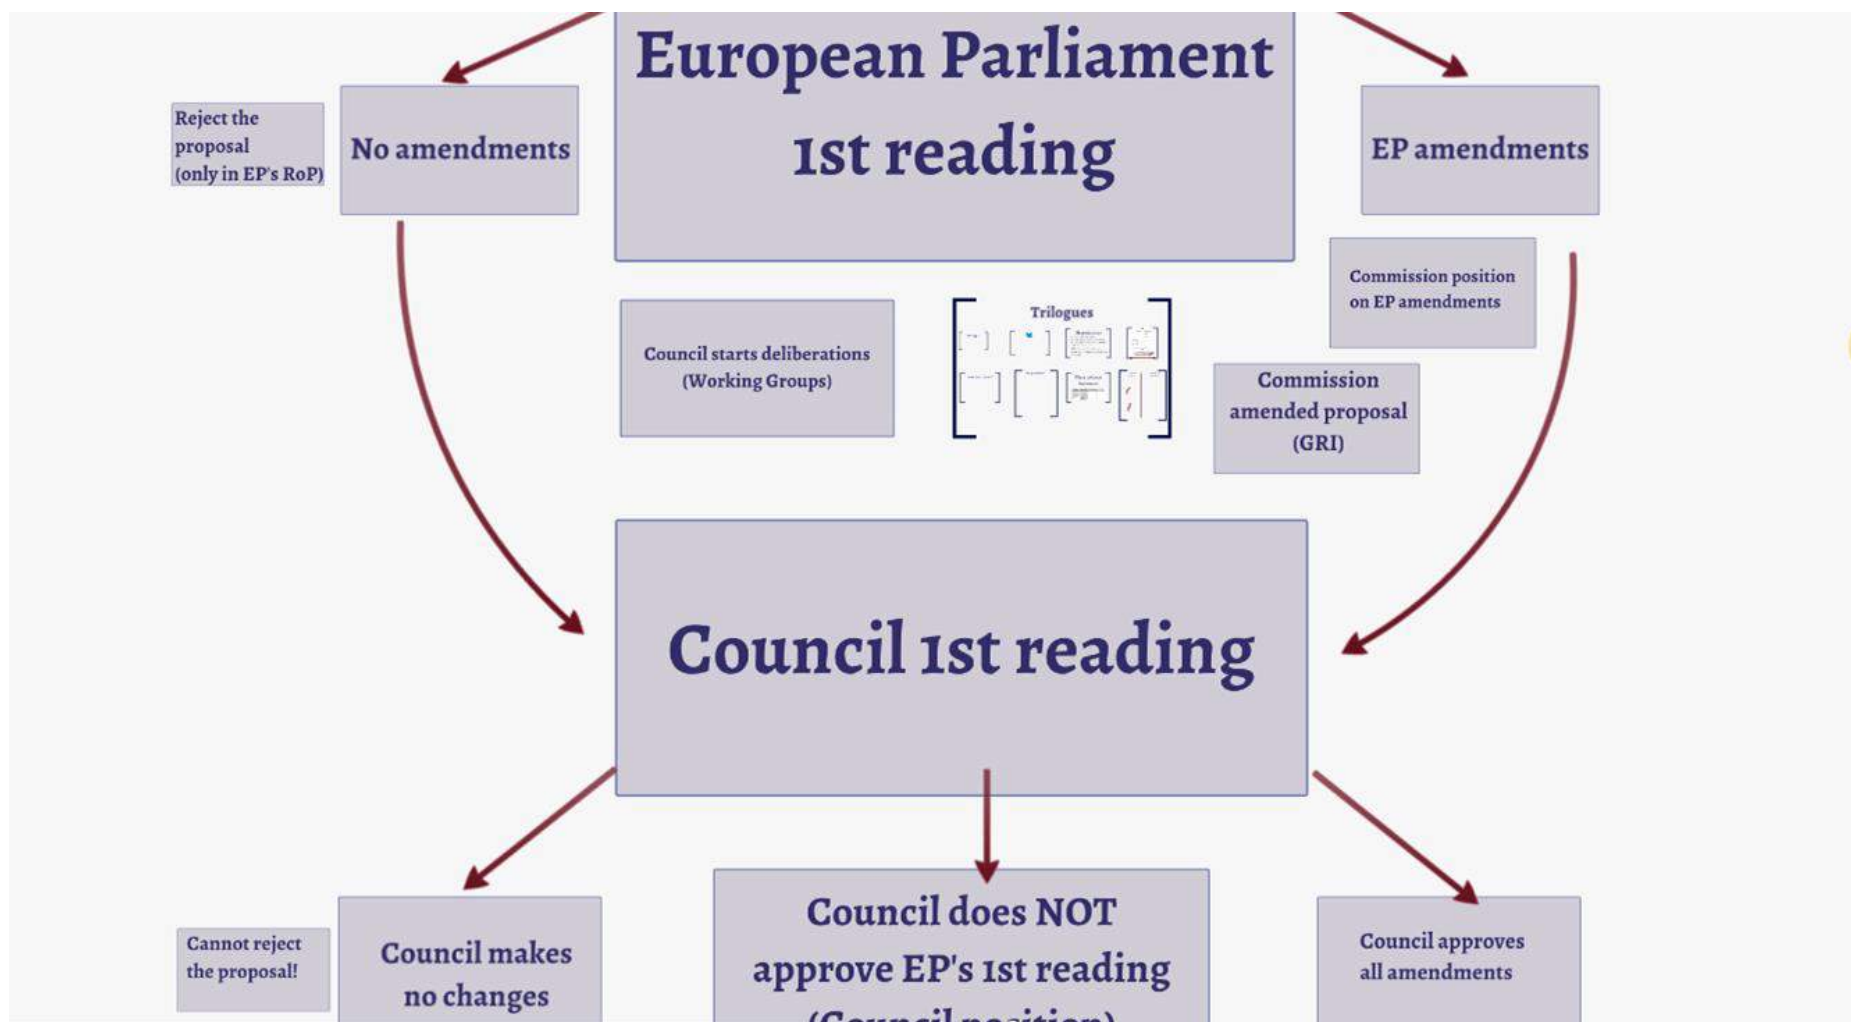 European Parliament
1st reading
Reject the
proposal
(only in EP's RoP)
No amendments
EP amendments
Commission position
on EP amendments
Council starts deliberations
(Working Groups)
Trilogues
Commission
amended proposal
(GRI)
Council 1st reading
Cannot reject
the proposal!
Council makes
no changes
Council does NOT
approve EP's 1st reading
(Council position)
Council approves
all amendments